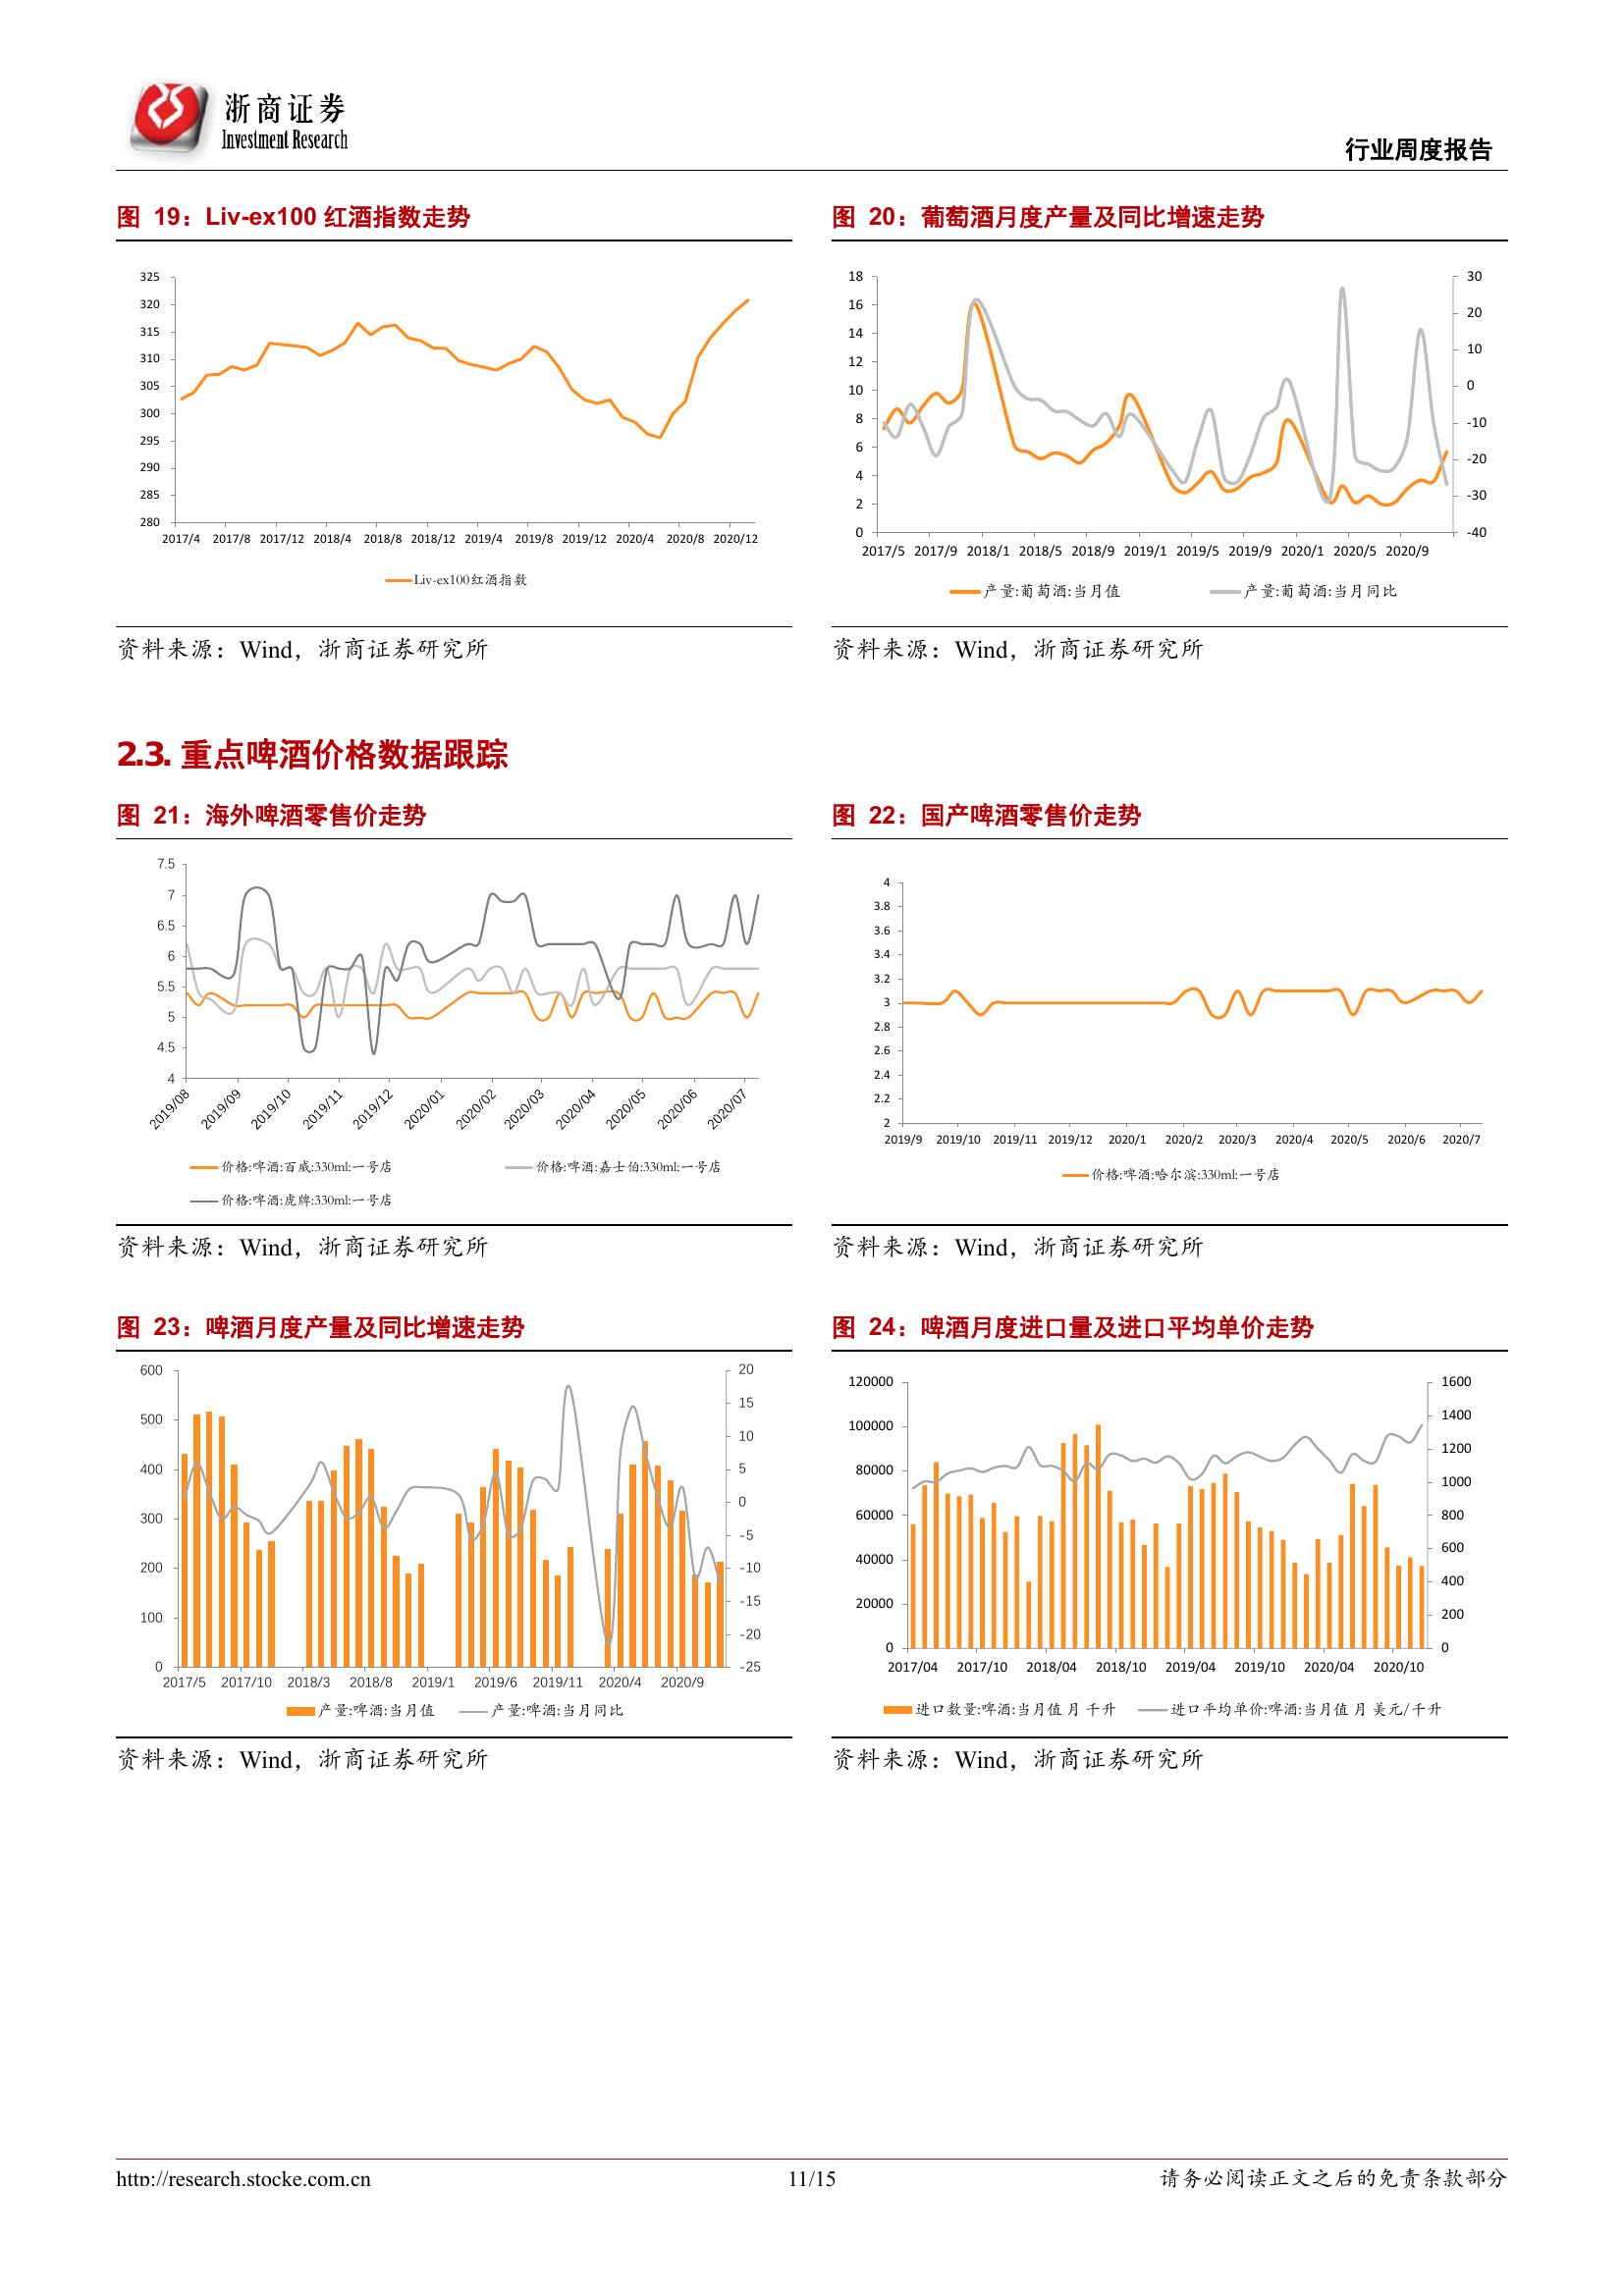 浙商证券
Investment Research
行业周度报告
图 19：Liv-ex100 红酒指数走势
325
320
315
310
305
300
295
290
285
280
2017/4 2017/8 2017/12 2018/4 2018/8 2018/12 2019/4 2019/8 2019/12 2020/4 2020/8 2020/12
Liv-ex100红酒指数
资料来源：Wind，浙商证券研究所
图 20：葡萄酒月度产量及同比增速走势
18
16
14
12
10
8
6
4
2
0
30
20
10
0
-10
-20
-30
-40
2017/5 2017/9 2018/1 2018/5 2018/9 2019/1 2019/5 2019/9 2020/1 2020/5 2020/9
产量:葡萄酒:当月值 产量:葡萄酒:当月同比
资料来源：Wind，浙商证券研究所
2.3. 重点啤酒价格数据跟踪
图 21：海外啤酒零售价走势
7.5
7
6.5
6
5.5
5
4.5
4
2019/08 2019/09 2019/10 2019/11 2019/12 2020/01 2020/02 2020/03 2020/04 2020/05 2020/06 2020/07
价格:啤酒:百威:330ml:一号店 价格:啤酒:嘉士伯:330ml:一号店
价格:啤酒:虎牌:330ml:一号店
资料来源：Wind，浙商证券研究所
图 22：国产啤酒零售价走势
4
3.8
3.6
3.4
3.2
3
2.8
2.6
2.4
2.2
2
2019/9 2019/10 2019/11 2019/12 2020/1 2020/2 2020/3 2020/4 2020/5 2020/6 2020/7
价格:啤酒:哈尔滨:330ml:一号店
资料来源：Wind，浙商证券研究所
图 23：啤酒月度产量及同比增速走势
600
500
400
300
200
100
0
20
15
10
5
0
-5
-10
-15
-20
-25
2017/5 2017/10 2018/3 2018/8 2019/1 2019/6 2019/11 2020/4 2020/9
产量:啤酒:当月值 产量:啤酒:当月同比
资料来源：Wind，浙商证券研究所
图 24：啤酒月度进口量及进口平均单价走势
120000
100000
80000
60000
40000
20000
0
1600
1400
1200
1000
800
600
400
200
0
2017/04 2017/10 2018/04 2018/10 2019/04 2019/10 2020/04 2020/10
进口数量:啤酒:当月值 月 千升 进口平均单价:啤酒:当月值 月 美元/千升
资料来源：Wind，浙商证券研究所
http://research.stocke.com.cn 11/15 请务必阅读正文之后的免责条款部分